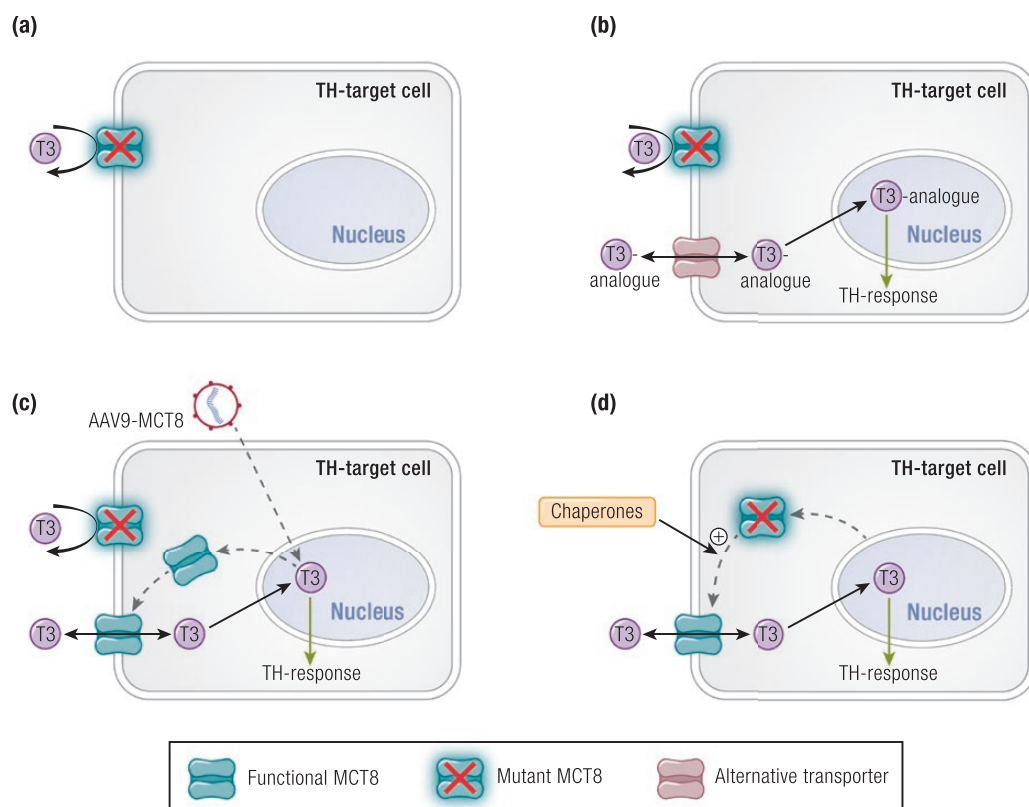 (a)
TH-target cell
T3
Nucleus
(b)
TH-target cell
T3
T3-analogue
Nucleus
T3-
analogue
T3-
analogue
TH-response
(c)
AAV9-MCT8
TH-target cell
T3
T3
Nucleus
T3
T3
TH-response
(d)
TH-target cell
Chaperones
+
T3
Nucleus
T3
T3
TH-response
Functional MCT8
Mutant MCT8
Alternative transporter